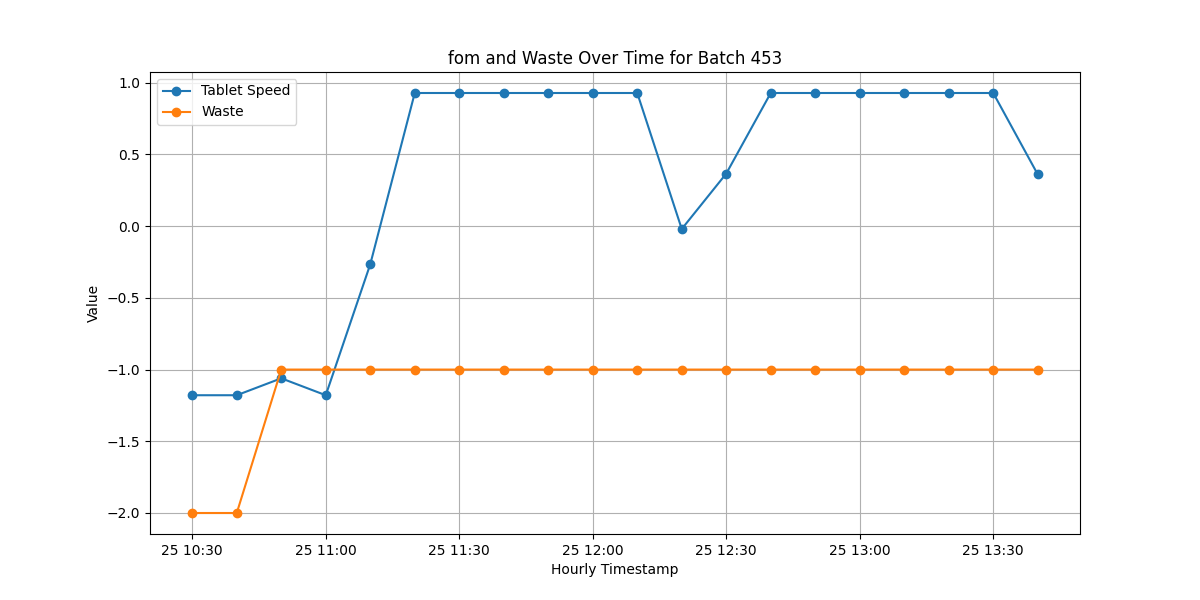 fom and Waste Over Time for Batch 453
Tablet Speed
Waste
1.0
0.5
0.0
−0.5
−1.0
−1.5
−2.0
Value
25 10:30 25 11:00 25 11:30 25 12:00 25 12:30 25 13:00 25 13:30
Hourly Timestamp